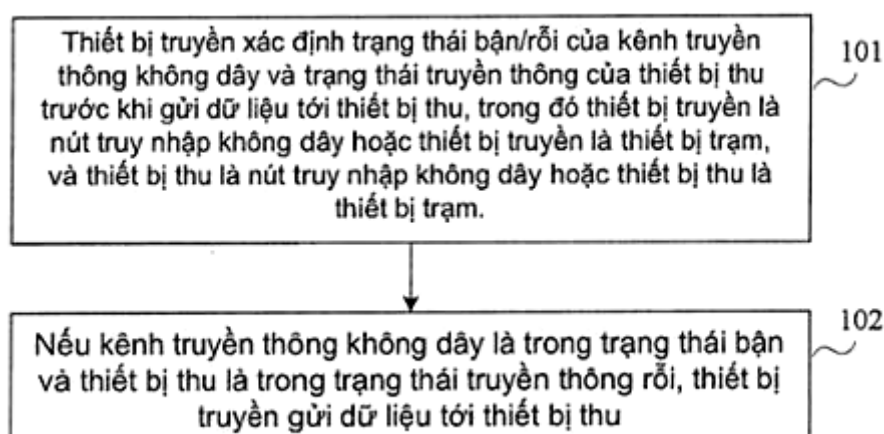 Thiết bị truyền xác định trạng thái bận/rỗi của kênh truyền
thông không dây và trạng thái truyền thông của thiết bị thu
trước khi gửi dữ liệu tới thiết bị thu, trong đó thiết bị truyền là
nút truy nhập không dây hoặc thiết bị truyền là thiết bị trạm,
và thiết bị thu là nút truy nhập không dây hoặc thiết bị thu là
thiết bị trạm.
101
Nếu kênh truyền thông không dây là trong trạng thái bận
và thiết bị thu là trong trạng thái truyền thông rỗi, thiết bị
truyền gửi dữ liệu tới thiết bị thu
102